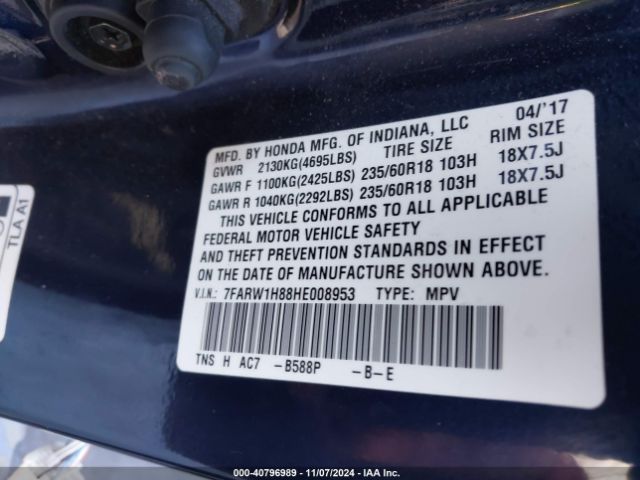 MFD. BY HONDA MFG. OF INDIANA, LLC 04/'17
GVWR 2130KG(4695LBS) TIRE SIZE RIM SIZE
GAWR F 1100KG(2425LBS) 235/60R18 103H 18X7.5J
GAWR R 1040KG(2292LBS) 235/60R18 103H 18X7.5J
THIS VEHICLE CONFORMS TO ALL APPLICABLE
FEDERAL MOTOR VEHICLE SAFETY
AND THEFT PREVENTION STANDARDS IN EFFECT
ON THE DATE OF MANUFACTURE SHOWN ABOVE.
V.I.N.: 7FARW1H88HE008953 TYPE: MPV
TNS H AC7 -B588P -B-E
TLA A1
00-40796989 - 11/07/2024 - IAA Inc.